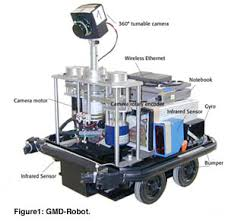 360° turnable camera
Wireless Ethernet
Notebook
Camera motor
Camera rotary encoder
Gyro
Infrared Sensor
Infrared Sensor
Bumper
Figure1: GMD-Robot.